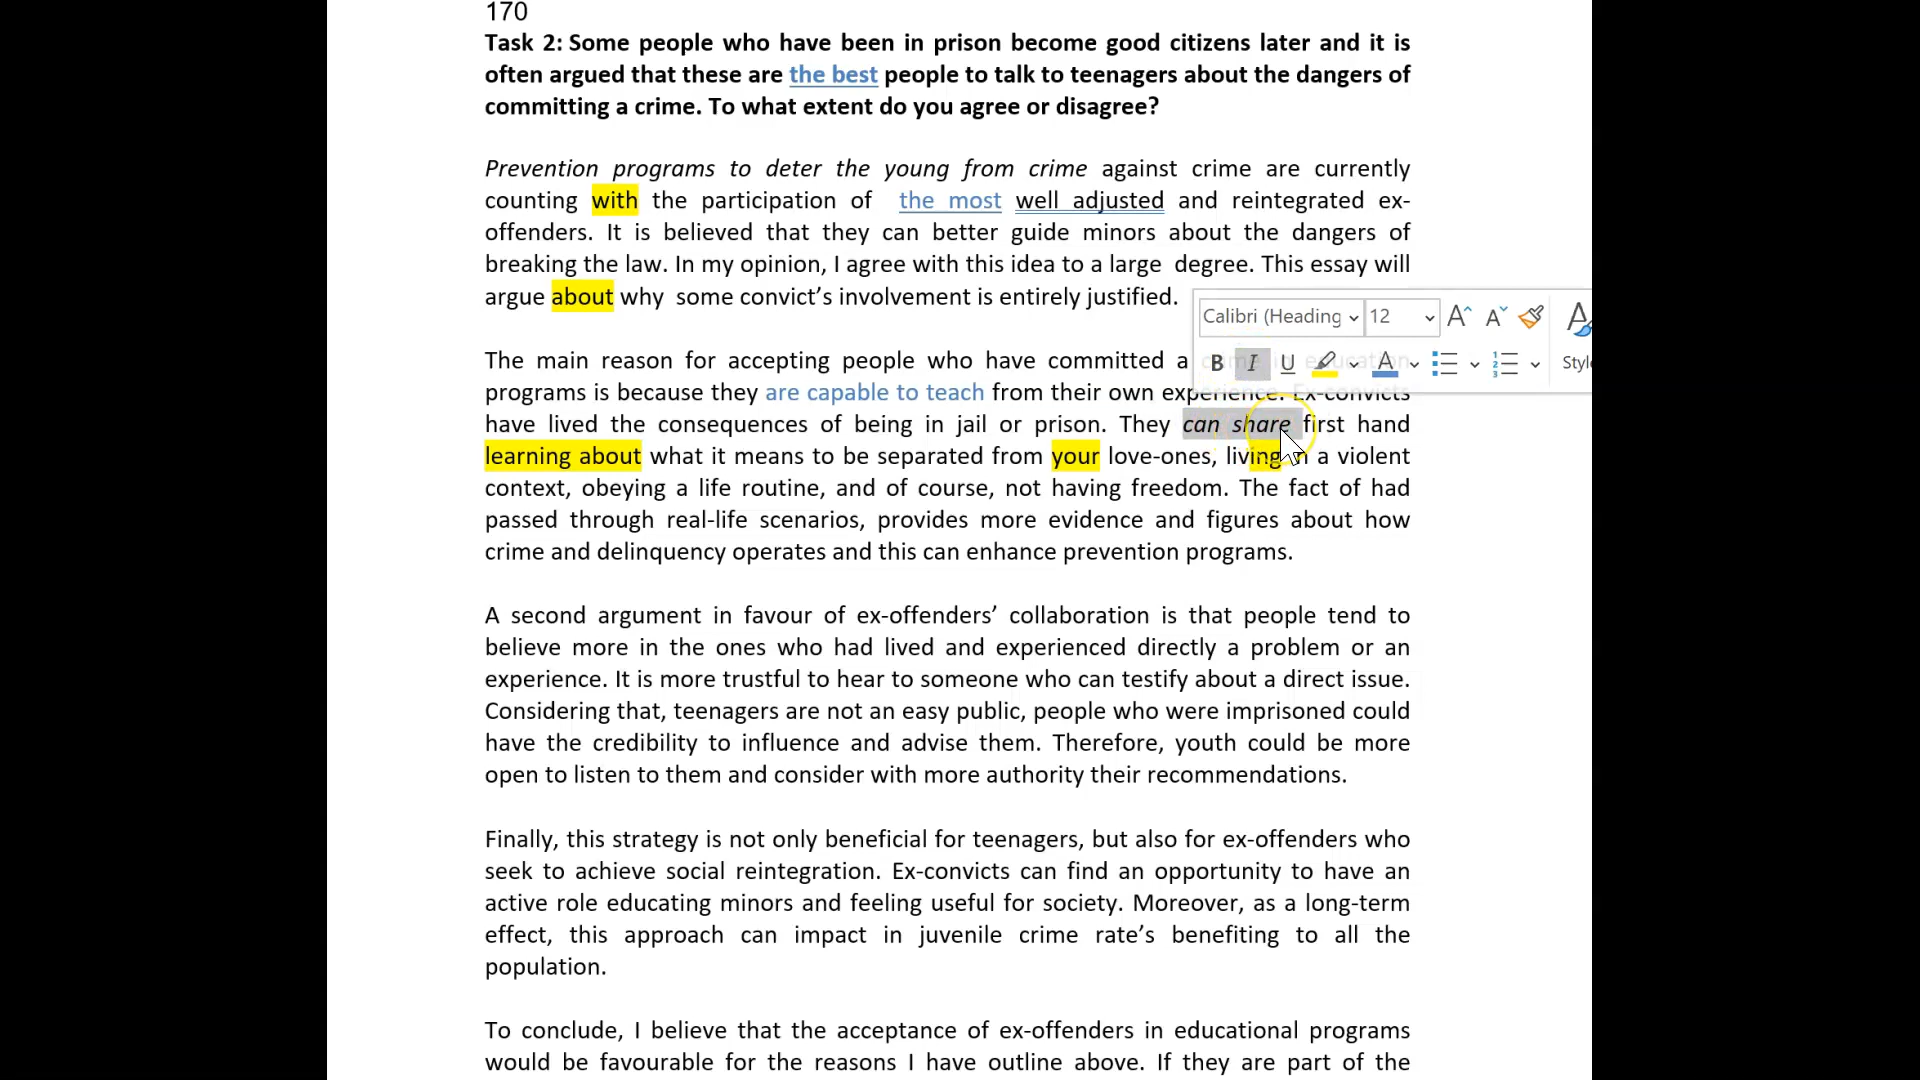 170
Task 2: Some people who have been in prison become good citizens later and it is
often argued that these are the best people to talk to teenagers about the dangers of
committing a crime. To what extent do you agree or disagree?
Prevention programs to deter the young from crime against crime are currently
counting with the participation of the most well adjusted and reintegrated ex-
offenders. It is believed that they can better guide minors about the dangers of
breaking the law. In my opinion, I agree with this idea to a large degree. This essay will
argue about why some convict’s involvement is entirely justified.
Calibri (Heading 12
The main reason for accepting people who have committed a crime in education
B I U A Styl
programs is because they are capable to teach from their own experience. Ex-convicts
have lived the consequences of being in jail or prison. They can share first hand
learning about what it means to be separated from your love-ones, living in a violent
context, obeying a life routine, and of course, not having freedom. The fact of had
passed through real-life scenarios, provides more evidence and figures about how
crime and delinquency operates and this can enhance prevention programs.
A second argument in favour of ex-offenders’ collaboration is that people tend to
believe more in the ones who had lived and experienced directly a problem or an
experience. It is more trustful to hear to someone who can testify about a direct issue.
Considering that, teenagers are not an easy public, people who were imprisoned could
have the credibility to influence and advise them. Therefore, youth could be more
open to listen to them and consider with more authority their recommendations.
Finally, this strategy is not only beneficial for teenagers, but also for ex-offenders who
seek to achieve social reintegration. Ex-convicts can find an opportunity to have an
active role educating minors and feeling useful for society. Moreover, as a long-term
effect, this approach can impact in juvenile crime rate’s benefiting to all the
population.
To conclude, I believe that the acceptance of ex-offenders in educational programs
would be favourable for the reasons I have outline above. If they are part of the